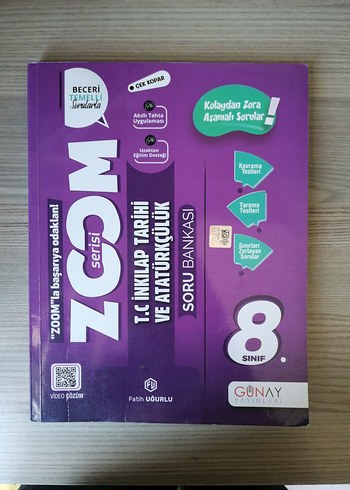 BECERİ
TEMELLİ
Sorularla
ÇEK KOPAR
Akıllı Tahta
Uygulaması
Uzaktan
Eğitim Desteği
Kolaydan Zora
Aşamalı Sorular !
"ZOOM"la başarıya odaklan!
ZOOM
serisi
T.C İNKILAP TARİHİ
VE ATATÜRKÇÜLÜK
SORU BANKASI
Kavrama
Testleri
Tarama
Testleri
Sınırları
Zorlayan
Sorular
8.
SINIF
VİDEO ÇÖZÜM
Fatih UĞURLU
GÜNAY
YAYINLARI